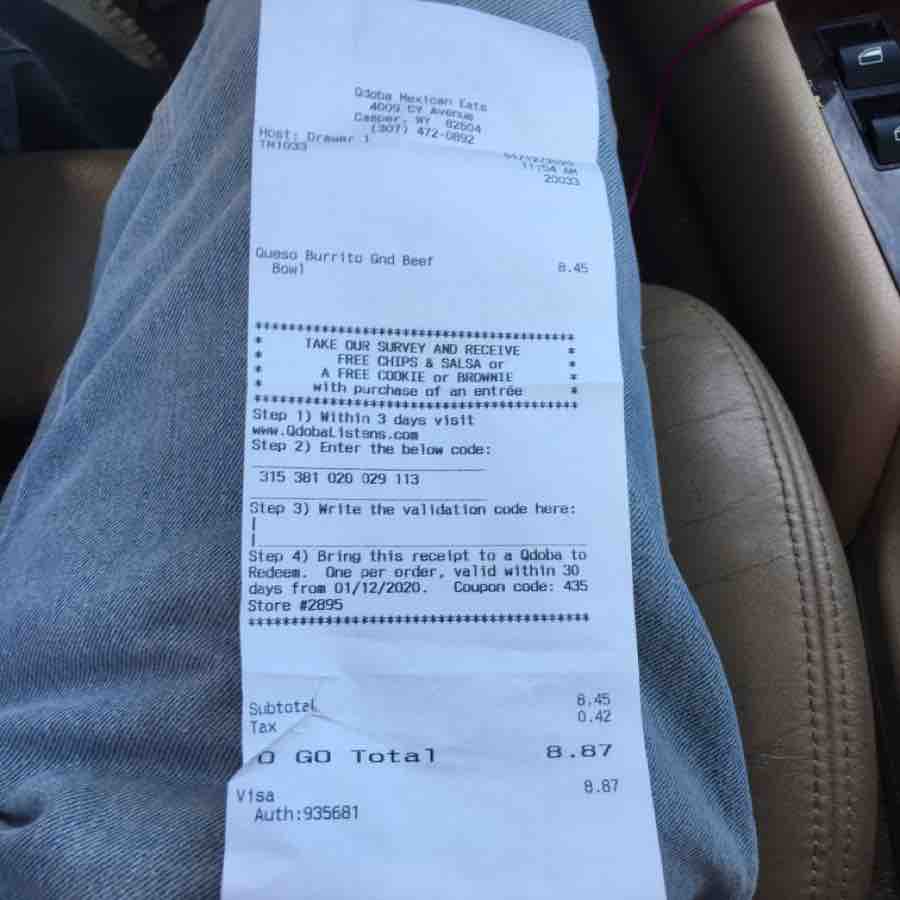 Qdoba Mexican Eats
4009 CY Avenue
Casper, WY 82604
(307) 472-0892
Host: Drawer 1
01/12/2020
TN1033
11:54 AM
20033
Queso Burrito Gnd Beef
Bowl 8.45
****************************************
* TAKE OUR SURVEY AND RECEIVE *
* FREE CHIPS & SALSA or *
* A FREE COOKIE or BROWNIE *
* with purchase of an entrée *
****************************************
Step 1) Within 3 days visit
www.QdobaListens.com
Step 2) Enter the below code:
315 381 020 029 113
Step 3) Write the validation code here:
Step 4) Bring this receipt to a Qdoba to
Redeem. One per order, valid within 30
days from 01/12/2020. Coupon code: 435
Store #2895
****************************************
Subtotal 8.45
Tax 0.42
O GO Total 8.87
Visa 8.87
Auth:935681